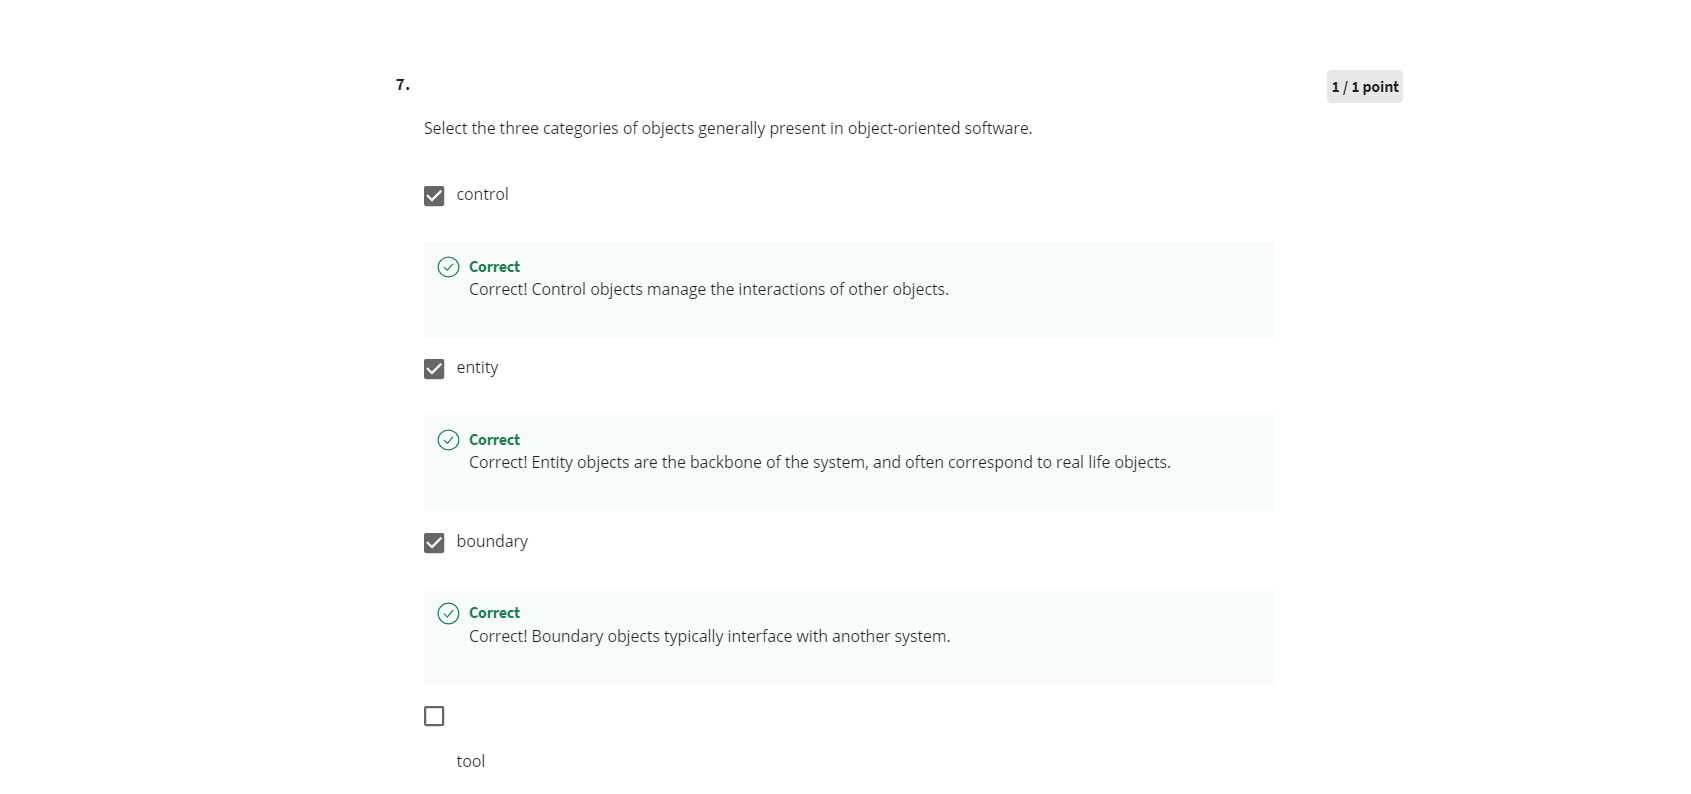 7.
1 / 1 point
Select the three categories of objects generally present in object-oriented software.
control
Correct
Correct! Control objects manage the interactions of other objects.
entity
Correct
Correct! Entity objects are the backbone of the system, and often correspond to real life objects.
boundary
Correct
Correct! Boundary objects typically interface with another system.
tool